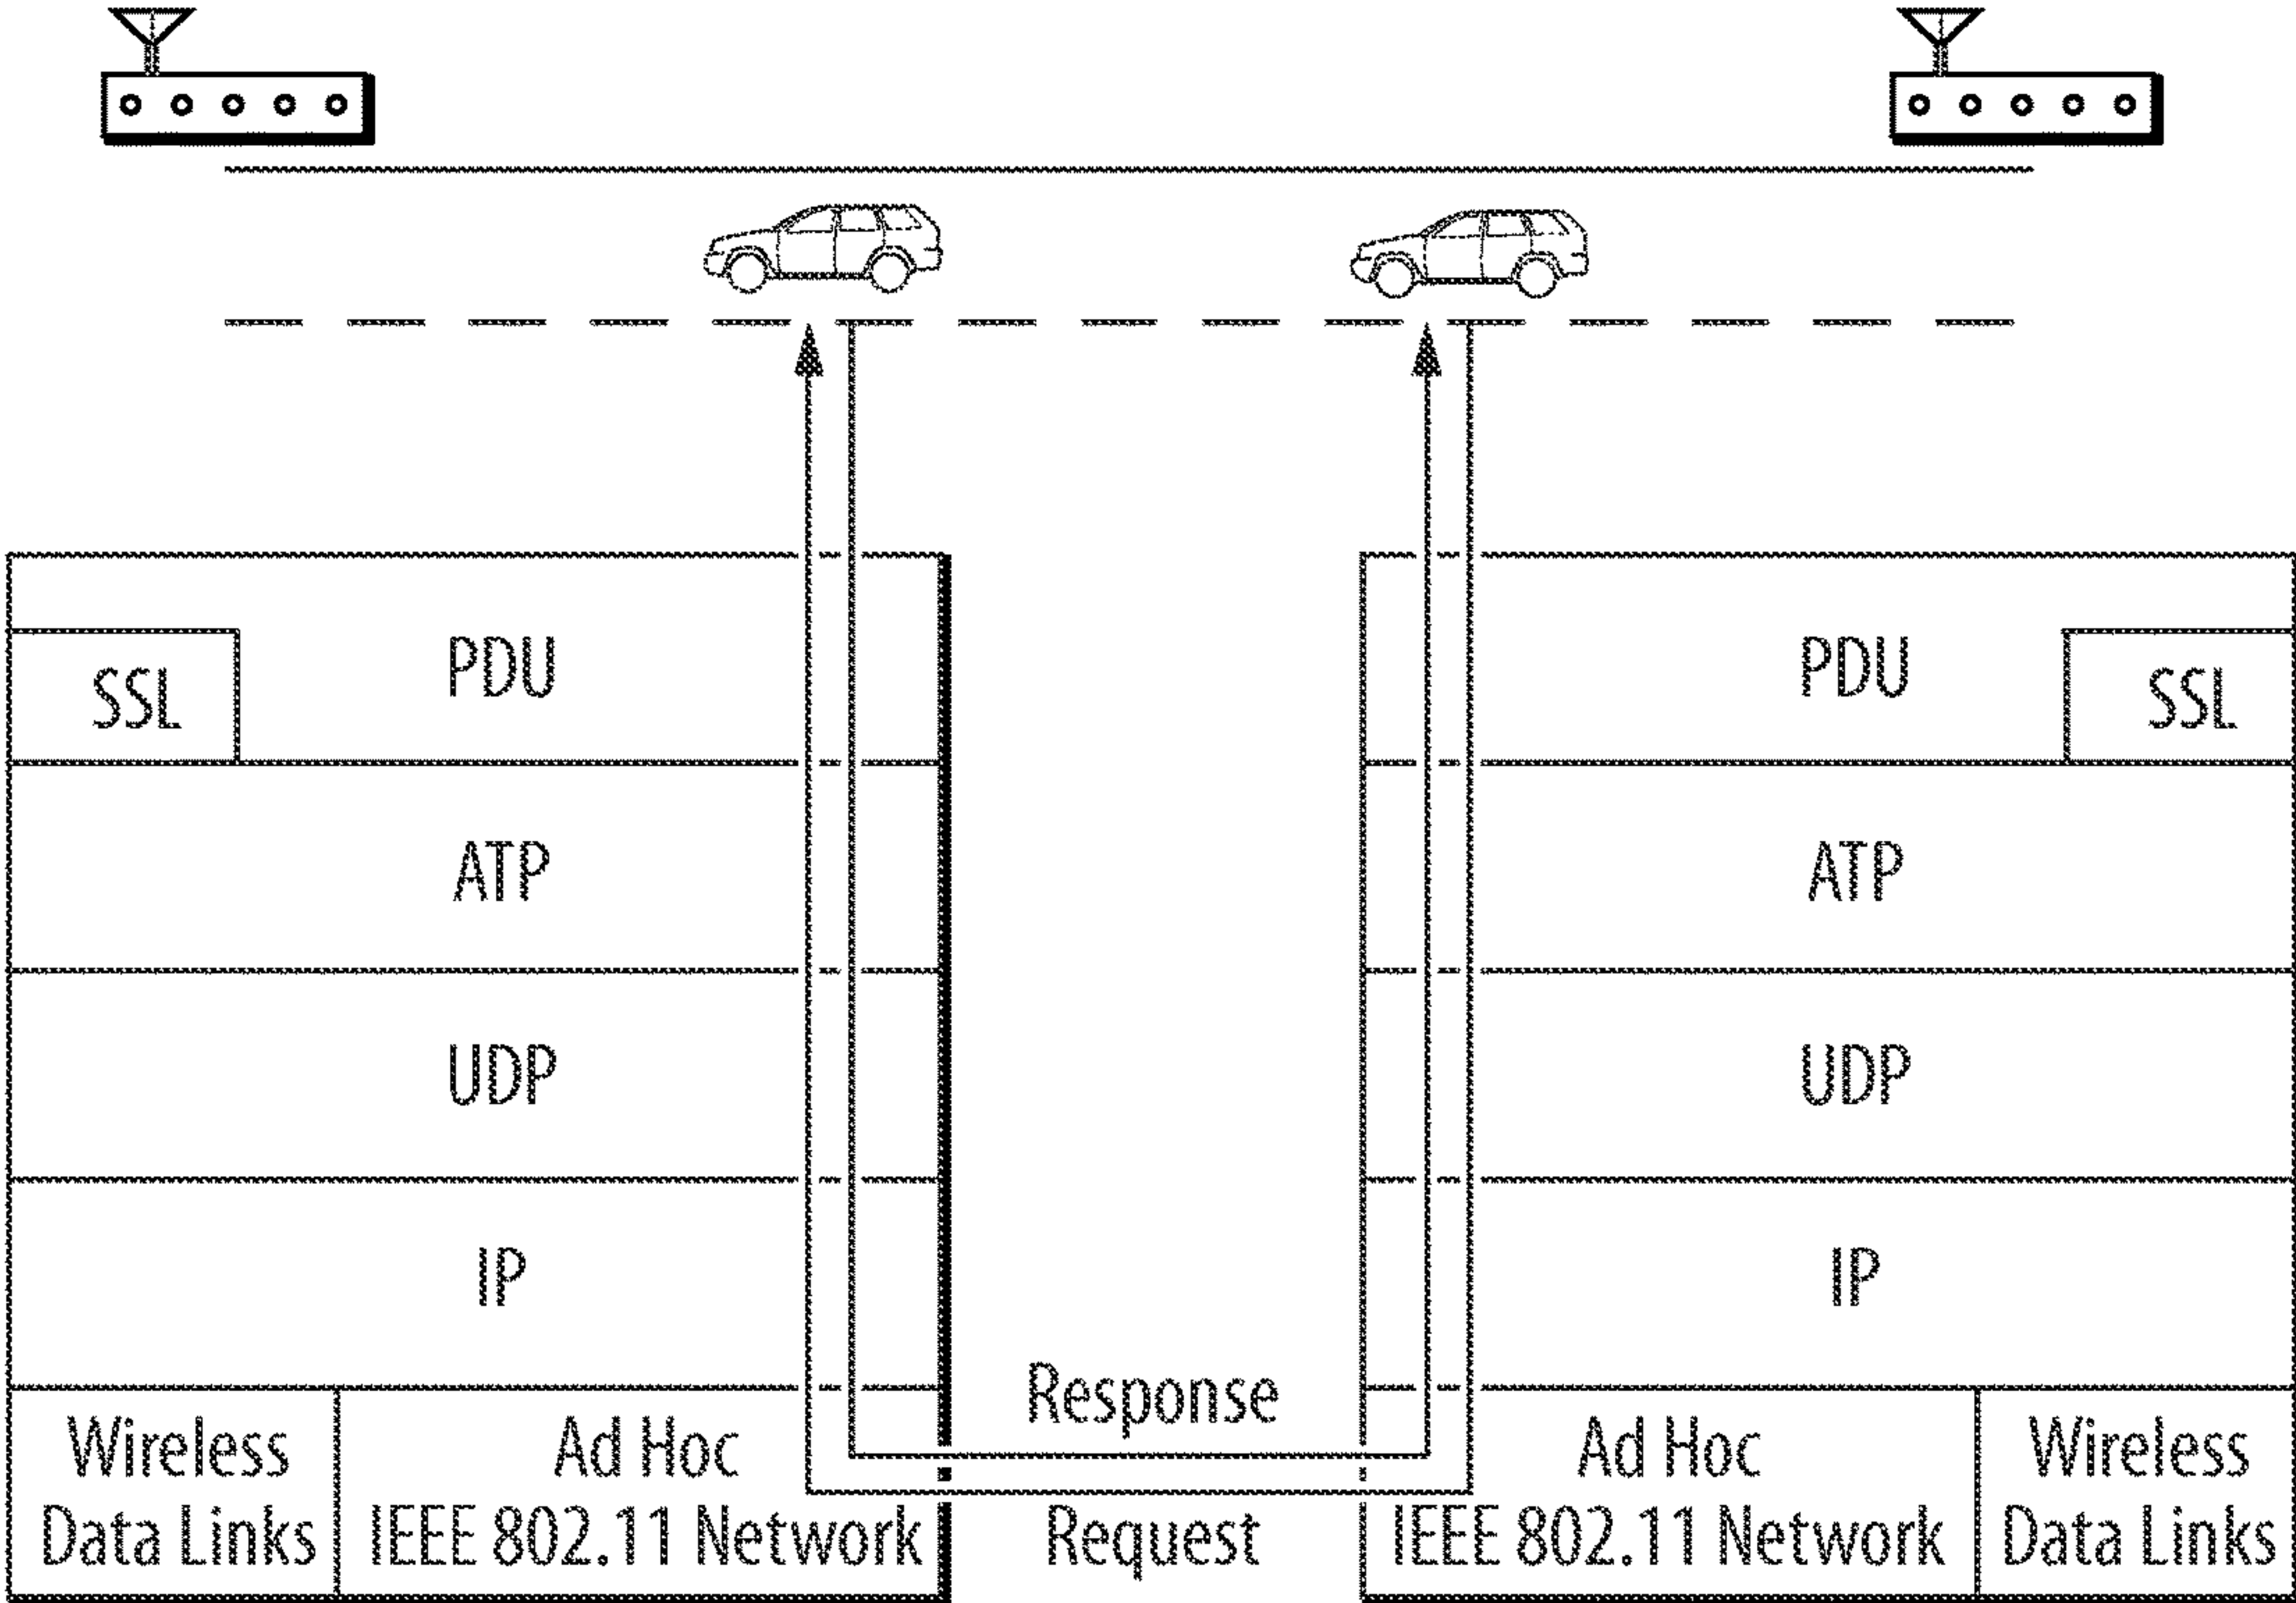 PDU
SSL
ATP
UDP
IP
Wireless
Data Links
Ad Hoc
IEEE 802.11 Network
Response
Request
PDU
SSL
ATP
UDP
IP
Ad Hoc
IEEE 802.11 Network
Wireless
Data Links